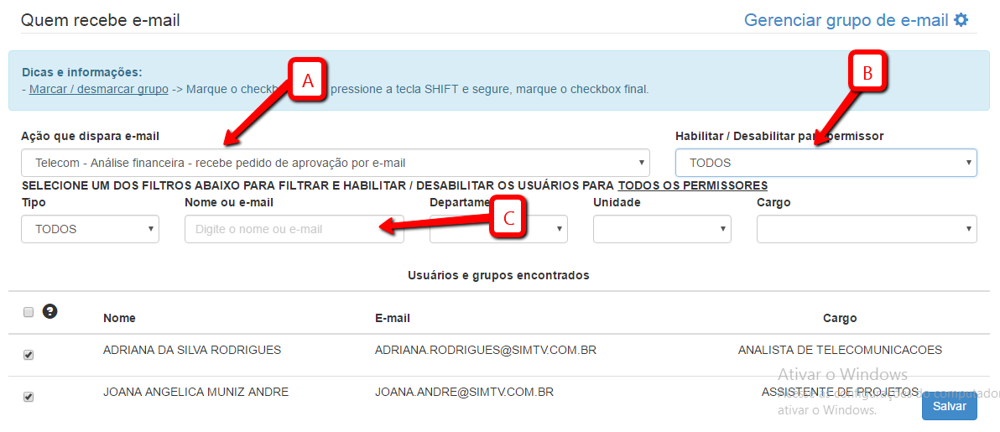 Quem recebe e-mail
Gerenciar grupo de e-mail
Dicas e informações:
- Marcar / desmarcar grupo -> Marque o checkb pressione a tecla SHIFT e segure, marque o checkbox final.
A
B
Ação que dispara e-mail
Habilitar / Desabilitar par permissor
Telecom - Análise financeira - recebe pedido de aprovação por e-mail
TODOS
SELECIONE UM DOS FILTROS ABAIXO PARA FILTRAR E HABILITAR / DESABILITAR OS USUÁRIOS PARA TODOS OS PERMISSORES
Tipo
Nome ou e-mail
Departame
Unidade
Cargo
TODOS
Digite o nome ou e-mail
C
Usuários e grupos encontrados
?
Nome
E-mail
Cargo
ADRIANA DA SILVA RODRIGUES
ADRIANA.RODRIGUES@SIMTV.COM.BR
ANALISTA DE TELECOMUNICACOES
JOANA ANGELICA MUNIZ ANDRE
JOANA.ANDRE@SIMTV.COM.BR
ASSISTENTE DE PROJETOS
Ativar o Windows
Acesse as configurações do computador
ativar o Windows.
Salvar